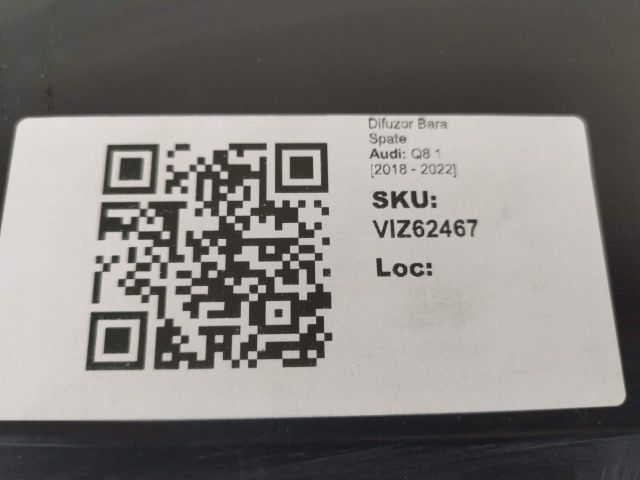 Difuzor Bara
Spate
Audi: Q8 1
[2018 - 2022]
SKU:
VIZ62467
Loc: